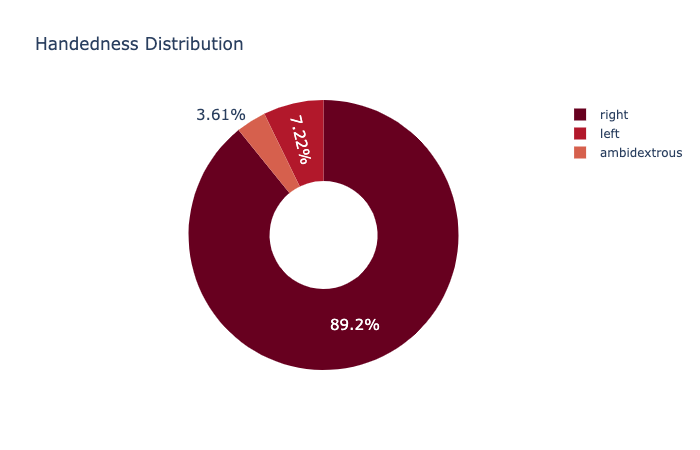 Handedness Distribution
3.61%
7.22%
89.2%
right
left
ambidextrous